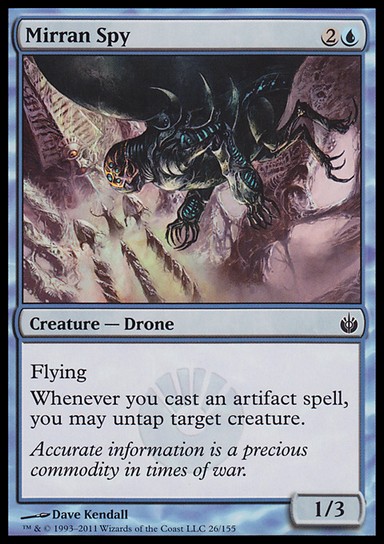 Mirran Spy 2
Creature — Drone
Flying
Whenever you cast an artifact spell,
you may untap target creature.
Accurate information is a precious
commodity in times of war.
Dave Kendall
1/3
™ & © 1993–2011 Wizards of the Coast LLC 26/155